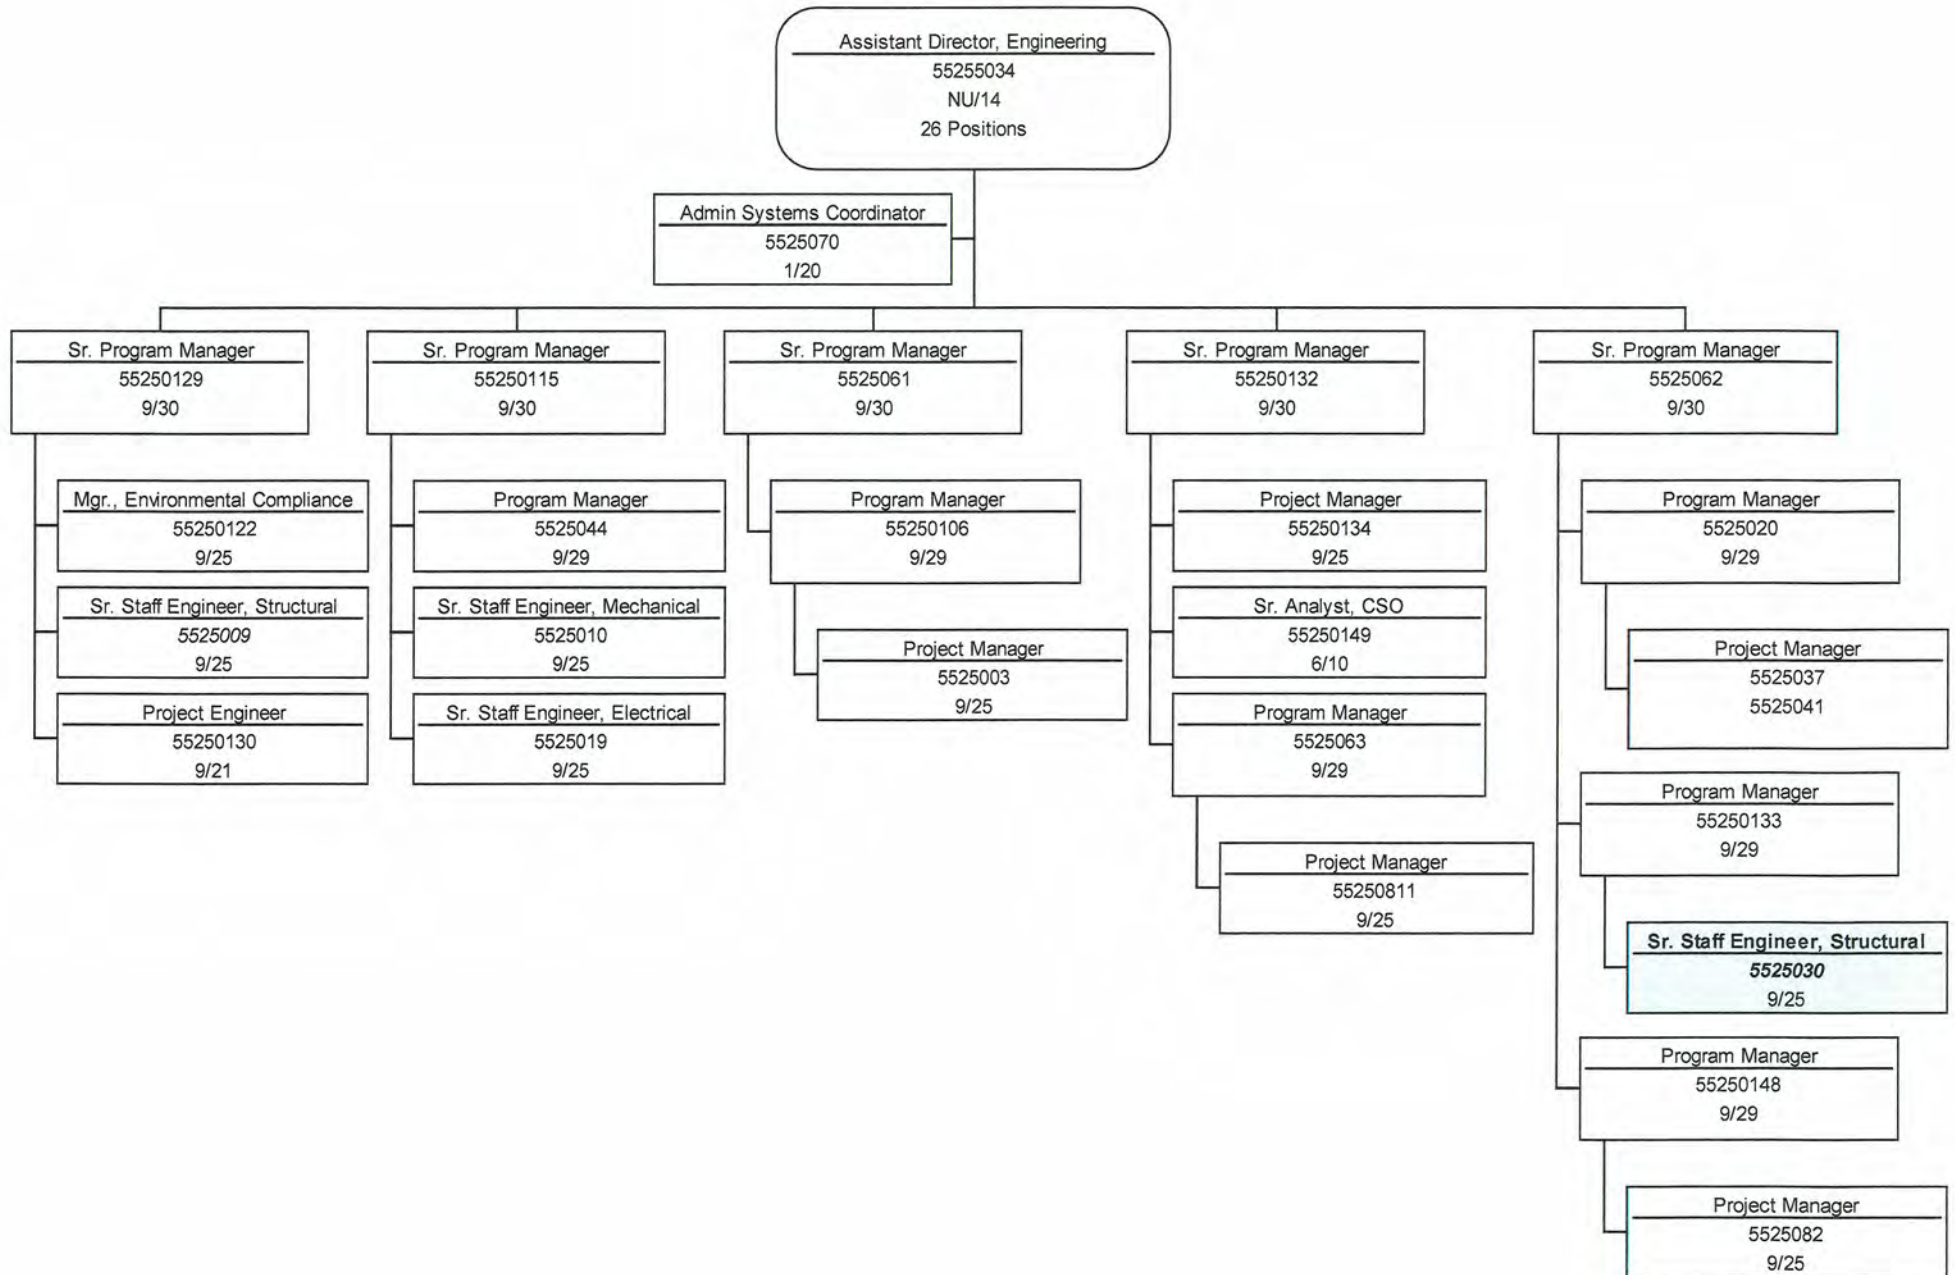 Assistant Director, Engineering
55255034
NU/14
26 Positions
Admin Systems Coordinator
5525070
1/20
Sr. Program Manager
55250129
9/30
Mgr., Environmental Compliance
55250122
9/25
Sr. Staff Engineer, Structural
5525009
9/25
Project Engineer
55250130
9/21
Sr. Program Manager
55250115
9/30
Program Manager
5525044
9/29
Sr. Staff Engineer, Mechanical
5525010
9/25
Sr. Staff Engineer, Electrical
5525019
9/25
Sr. Program Manager
5525061
9/30
Program Manager
55250106
9/29
Project Manager
5525003
9/25
Sr. Program Manager
55250132
9/30
Project Manager
55250134
9/25
Sr. Analyst, CSO
55250149
6/10
Program Manager
5525063
9/29
Project Manager
55250811
9/25
Sr. Program Manager
5525062
9/30
Program Manager
5525020
9/29
Project Manager
5525037
5525041
Program Manager
55250133
9/29
Sr. Staff Engineer, Structural
5525030
9/25
Program Manager
55250148
9/29
Project Manager
5525082
9/25